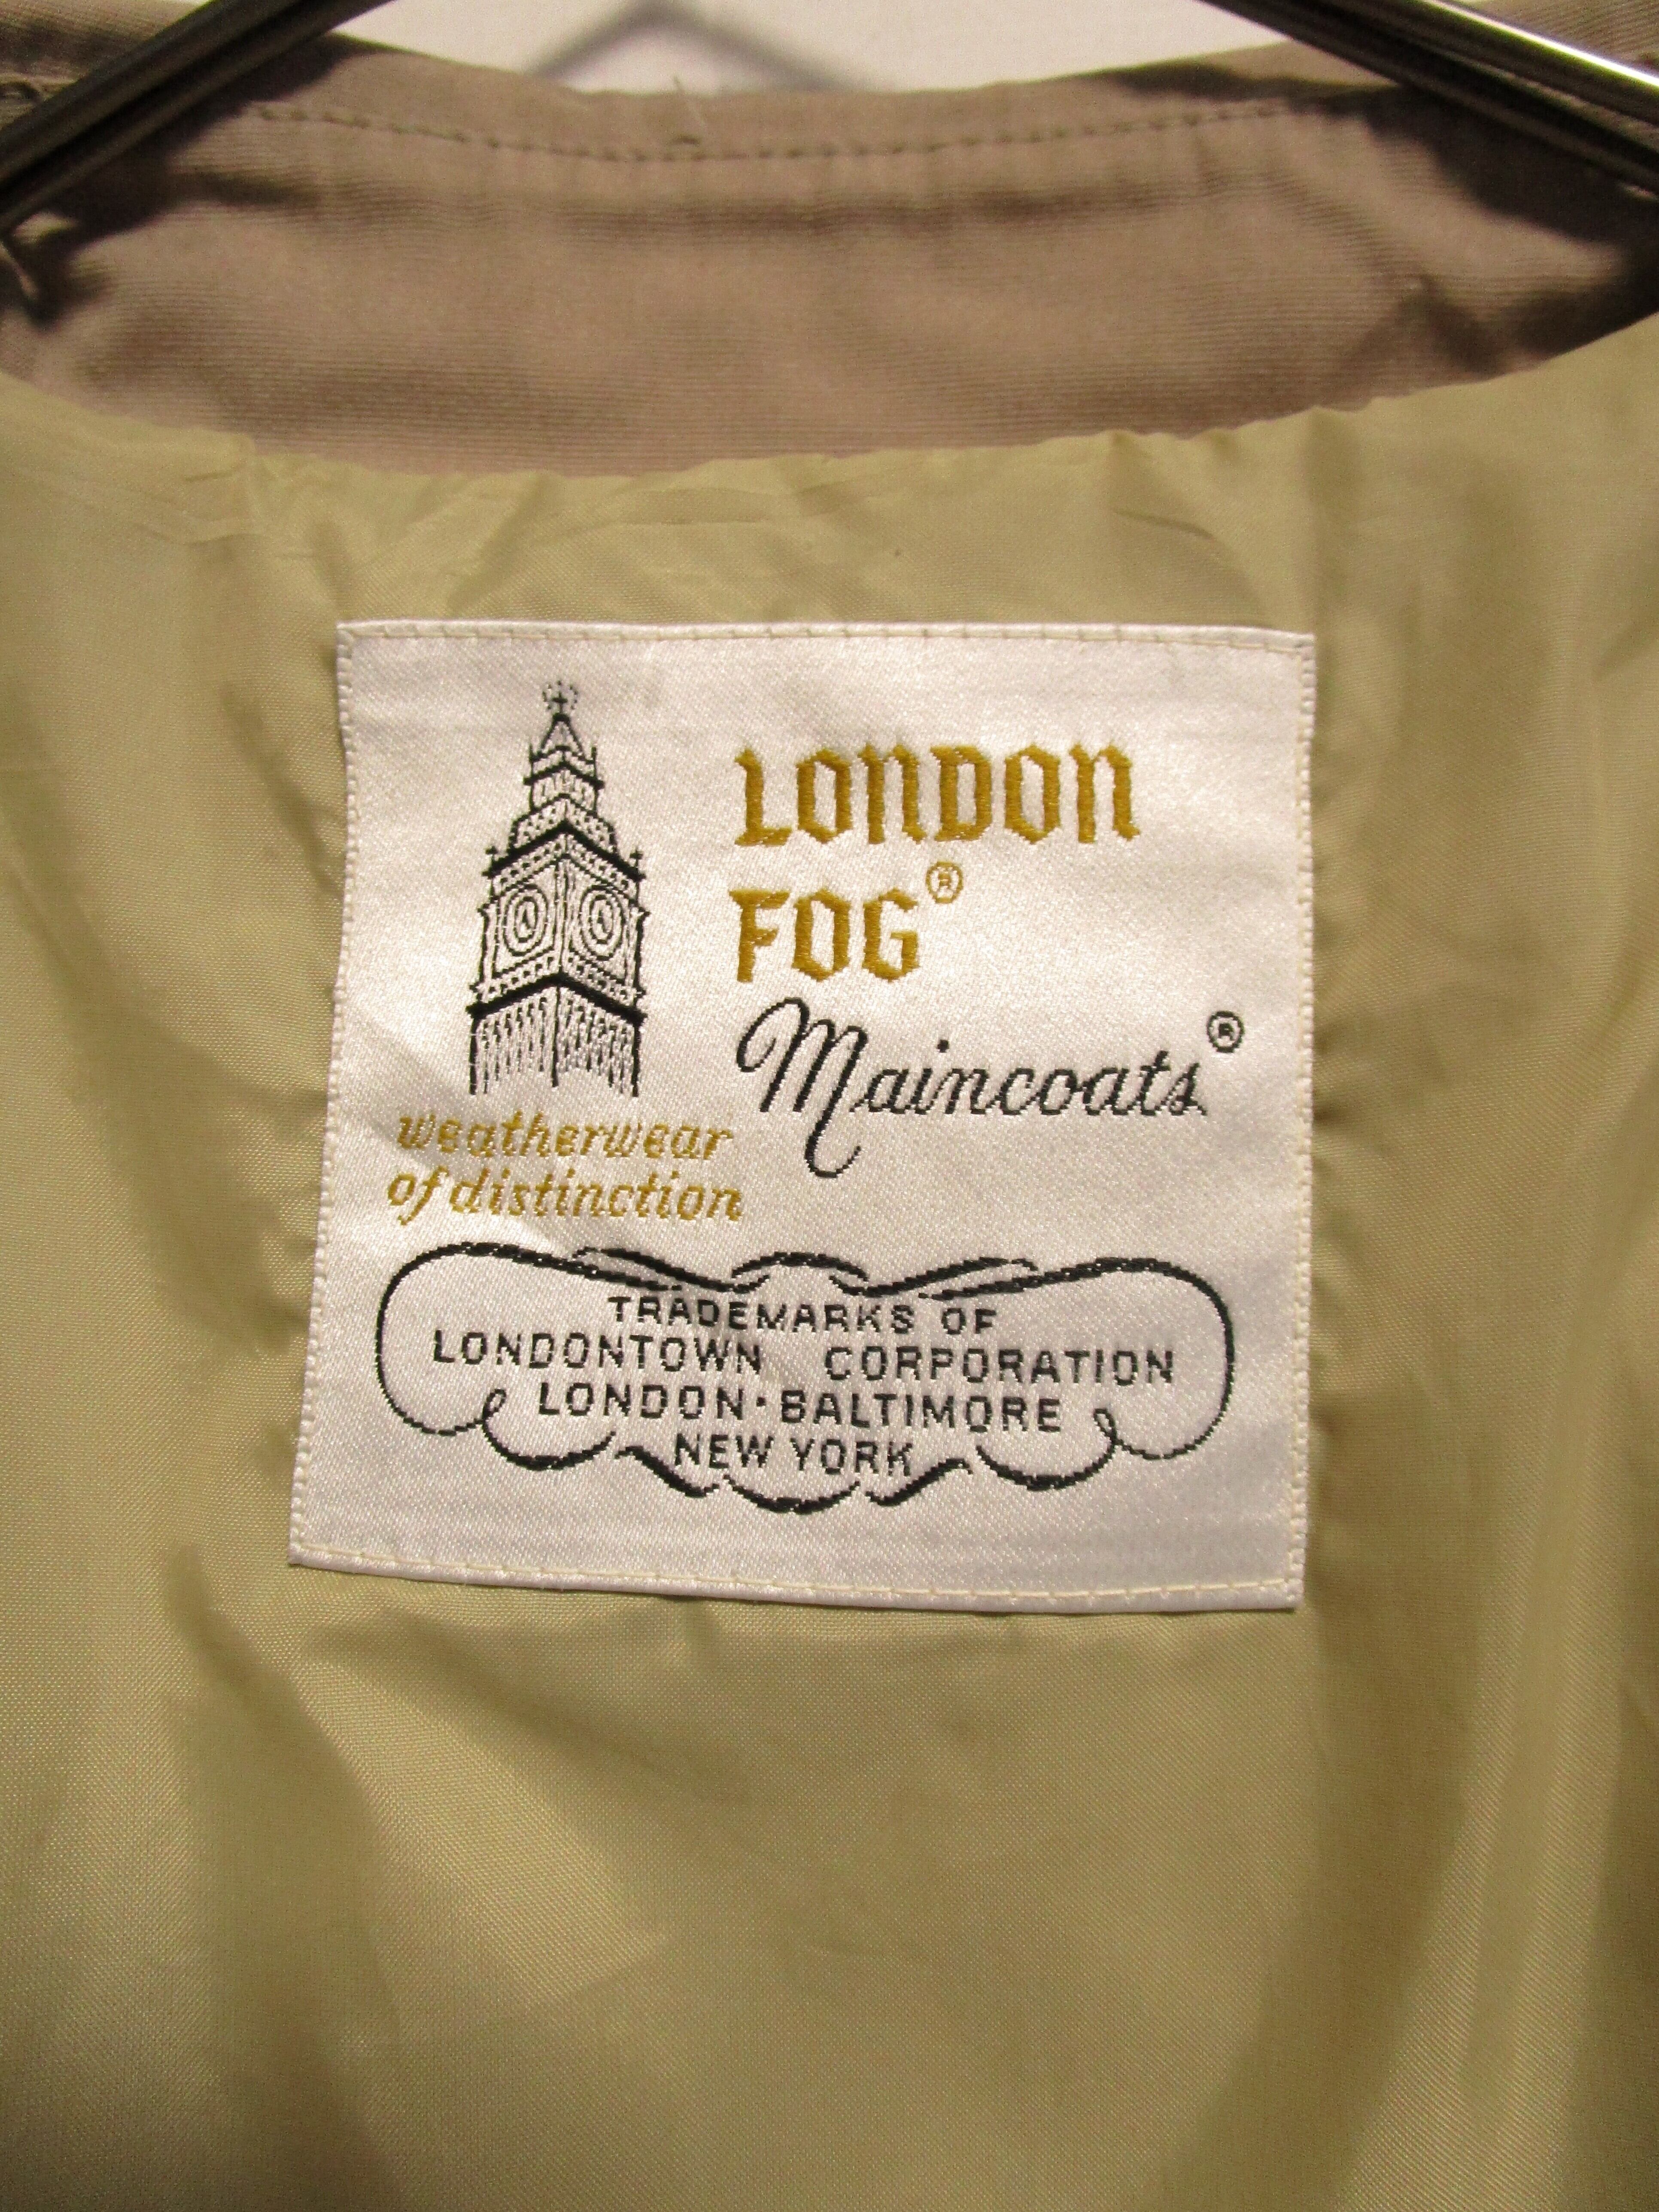 LONDON
FOG®
Maincoats®
weatherwear
of distinction
TRADEMARKS OF
LONDONTOWN CORPORATION
LONDON·BALTIMORE
NEW YORK